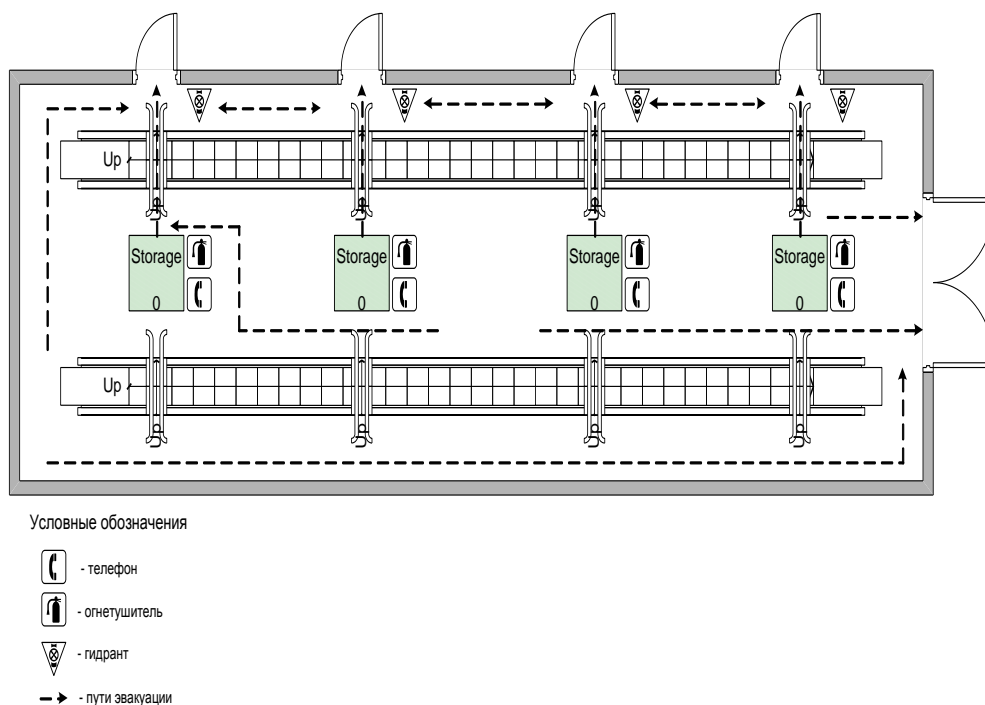 Up
Storage Storage Storage Storage
0 0 0 0
Up
Условные обозначения
- телефон
- огнетушитель
- гидрант
- пути эвакуации